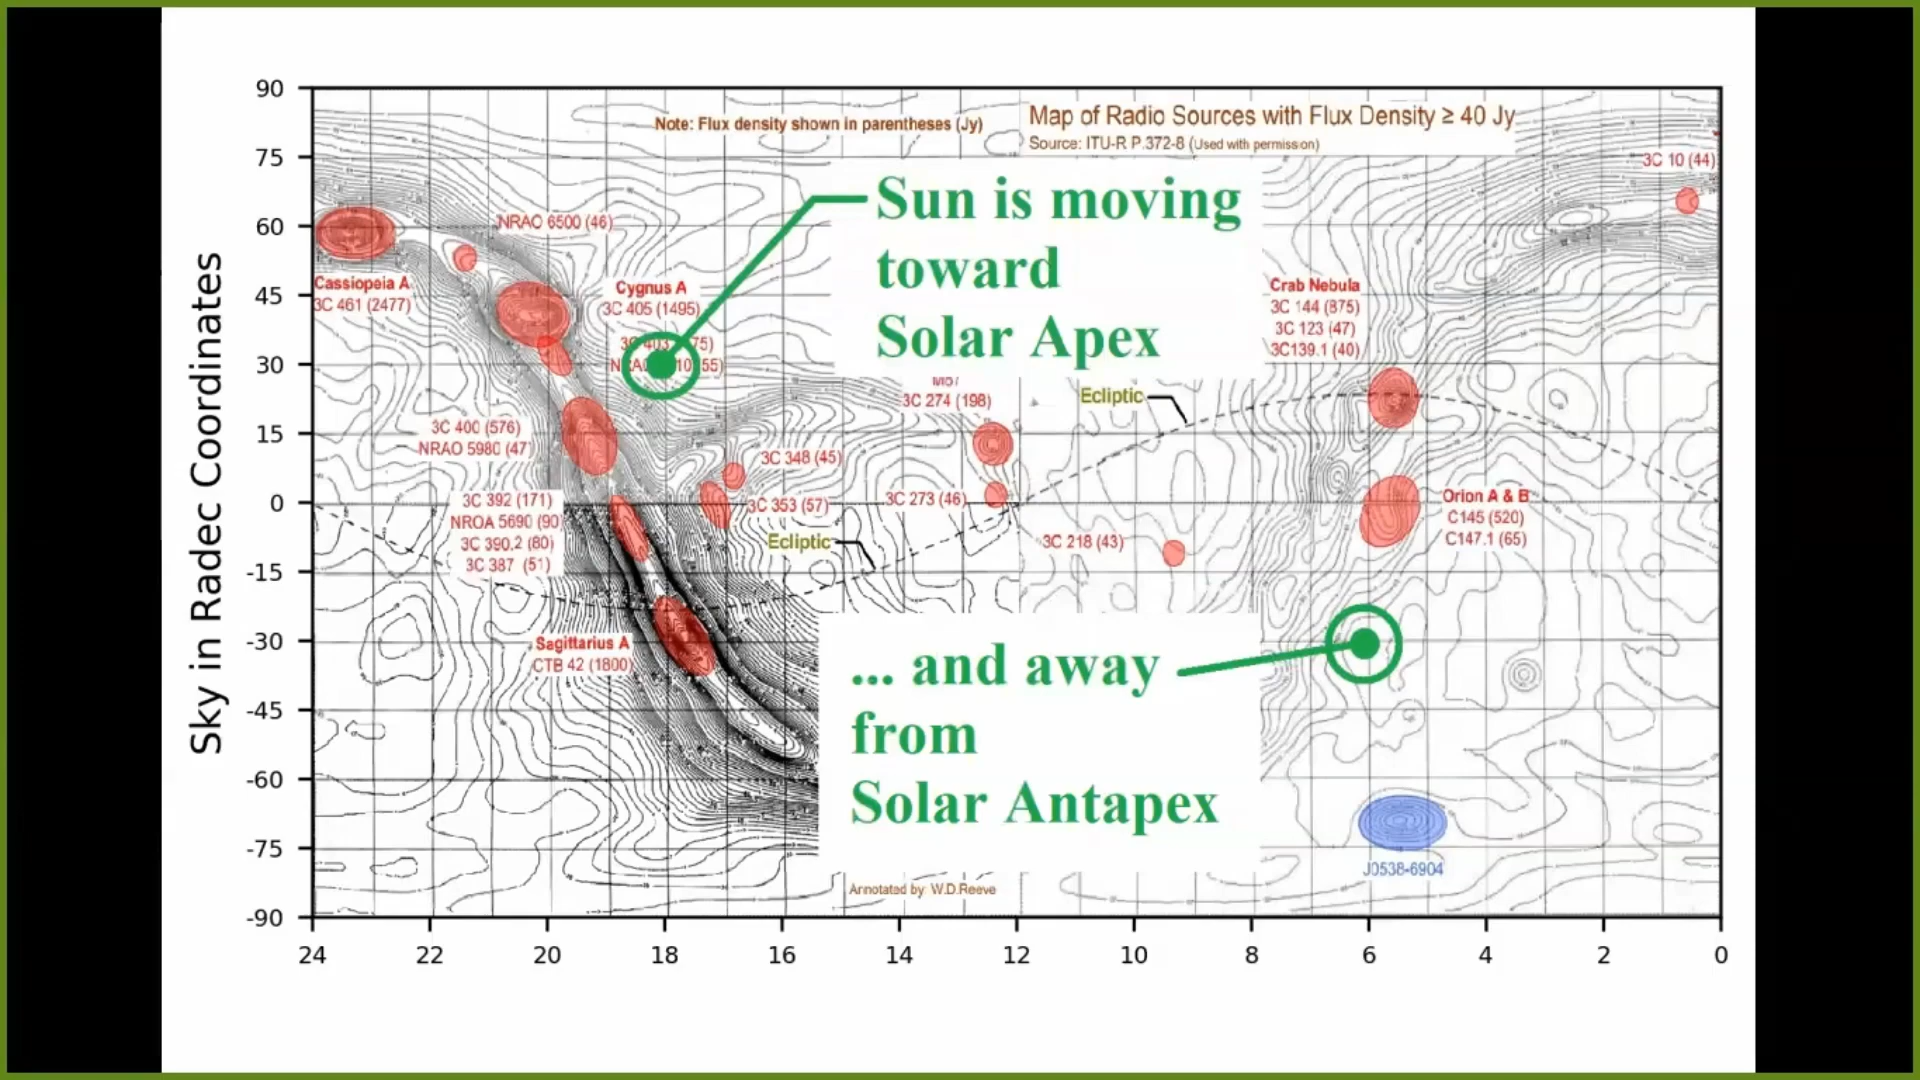 Note: Flux density shown in parentheses (Jy)
Map of Radio Sources with Flux Density ≥ 40 Jy
Source: ITU-R P.372-8 (Used with permission)
Sky in Radec Coordinates
90
75
60
45
30
15
0
-15
-30
-45
-60
-75
-90
3C 10 (44)
Sun is moving
toward
Solar Apex
NRAO 6500 (46)
Cassiopeia A
3C 461 (2477)
Cygnus A
3C 405 (1495)
Crab Nebula
3C 144 (875)
3C 123 (47)
3C139.1 (40)
3C 274 (198)
Ecliptic
3C 400 (576)
NRAO 5980 (47)
3C 348 (45)
3C 353 (57)
3C 273 (46)
3C 392 (171)
NROA 5690 (90)
3C 390.2 (80)
3C 387 (51)
Ecliptic
3C 218 (43)
Orion A & B
C145 (520)
C147.1 (65)
Sagittarius A
CTB 42 (1800)
... and away
from
Solar Antapex
J0538-6904
Annotated by: W.D.Reeve
24 22 20 18 16 14 12 10 8 6 4 2 0